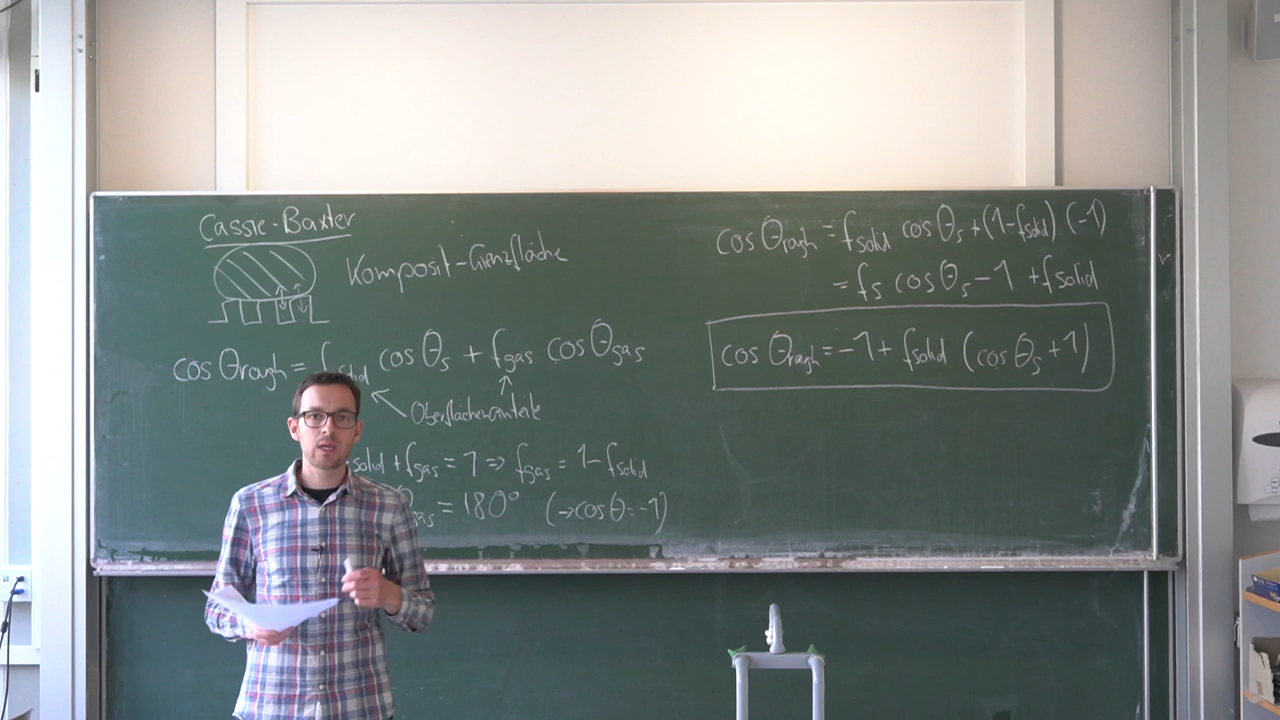 Cassie-Baxter
Komposit-Grenzfläche
cos θrough = fsolid cos θs + fgas cos θgas
Oberflächenanteile
solid + fgas = 1 ⇒ fgas = 1 - fsolid
θgas = 180° (→ cos θ = -1)
cos θrough = fsolid cos θs + (1-fsolid) (-1)
= fs cos θs - 1 + fsolid
cos θrough = -1 + fsolid (cos θs + 1)